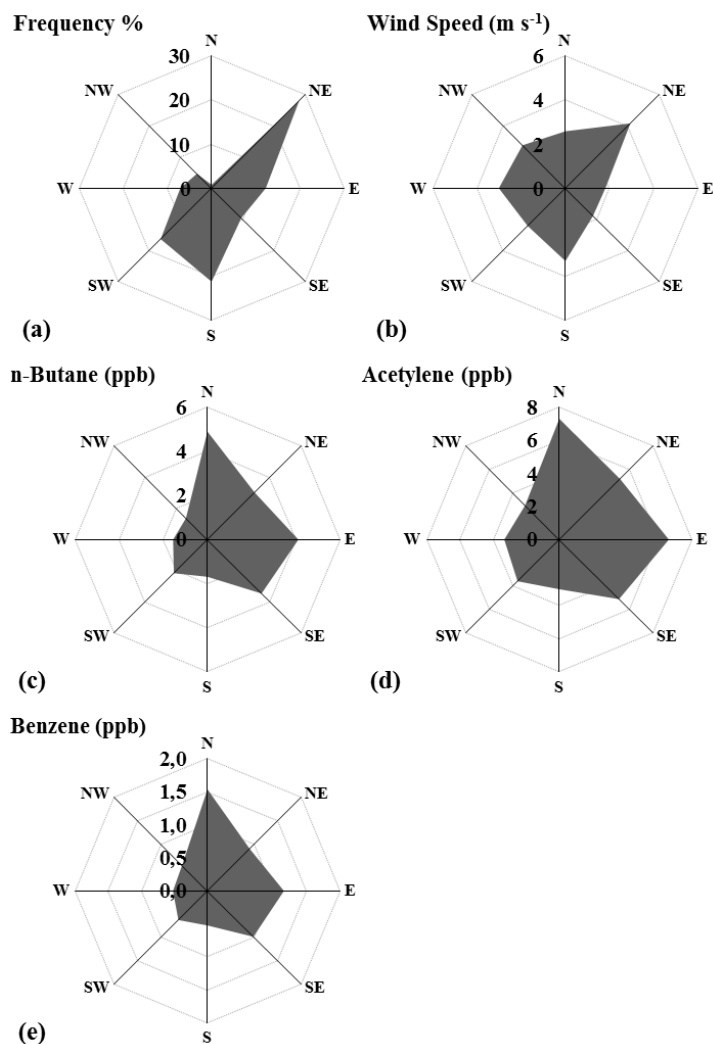 Frequency %
N
30
20
10
0
NW
NE
W
E
SW
SE
S
(a)
Wind Speed (m s⁻¹)
N
6
4
2
0
NW
NE
W
E
SW
SE
S
(b)
n-Butane (ppb)
N
6
4
2
0
NW
NE
W
E
SW
SE
S
(c)
Acetylene (ppb)
N
8
6
4
2
0
NW
NE
W
E
SW
SE
S
(d)
Benzene (ppb)
N
2,0
1,5
1,0
0,5
0,0
NW
NE
W
E
SW
SE
S
(e)